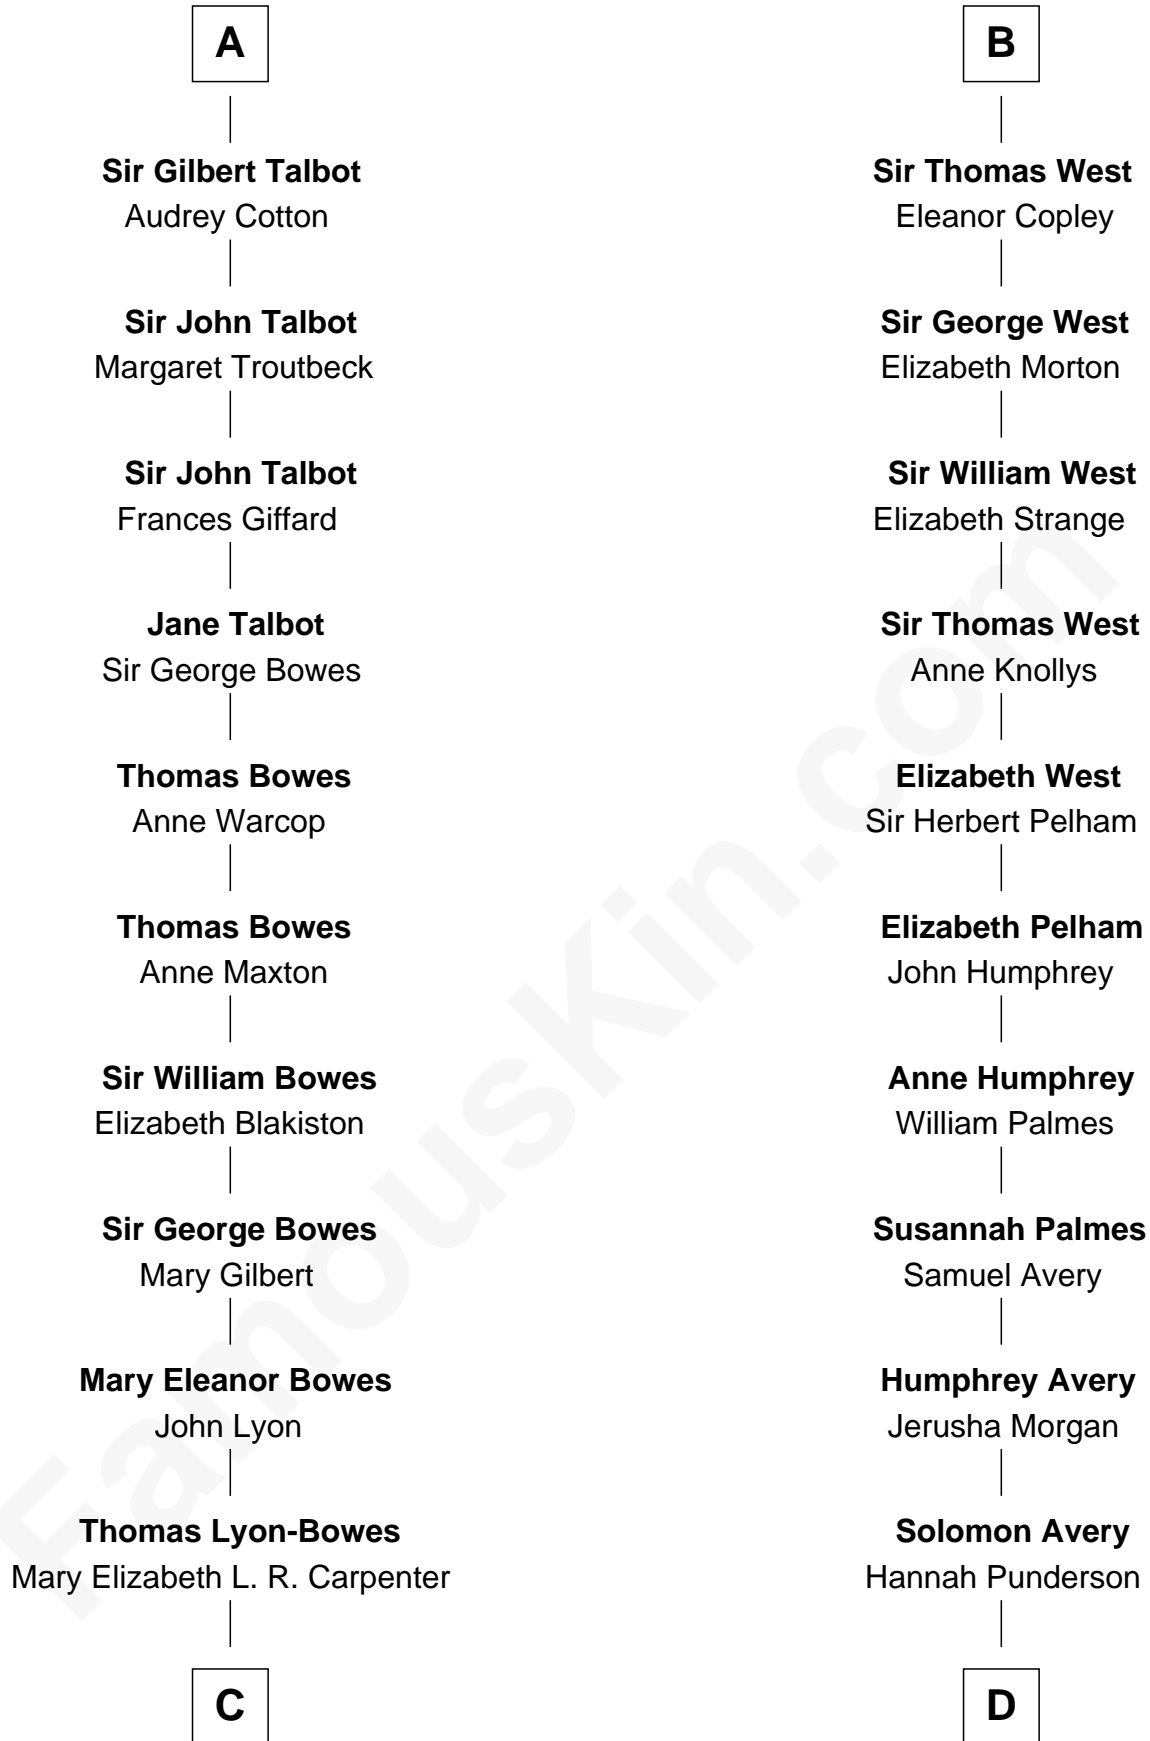 A
Sir Gilbert Talbot
Audrey Cotton
Sir John Talbot
Margaret Troutbeck
Sir John Talbot
Frances Giffard
Jane Talbot
Sir George Bowes
Thomas Bowes
Anne Warcop
Thomas Bowes
Anne Maxton
Sir William Bowes
Elizabeth Blakiston
Sir George Bowes
Mary Gilbert
Mary Eleanor Bowes
John Lyon
Thomas Lyon-Bowes
Mary Elizabeth L. R. Carpenter
C
B
Sir Thomas West
Eleanor Copley
Sir George West
Elizabeth Morton
Sir William West
Elizabeth Strange
Sir Thomas West
Anne Knollys
Elizabeth West
Sir Herbert Pelham
Elizabeth Pelham
John Humphrey
Anne Humphrey
William Palmes
Susannah Palmes
Samuel Avery
Humphrey Avery
Jerusha Morgan
Solomon Avery
Hannah Punderson
D
FamousKin.com